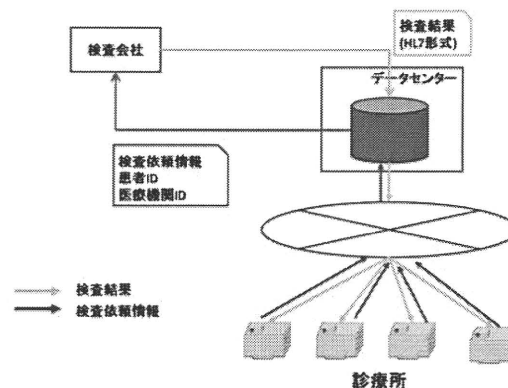 検査結果
(HL7形式)
検査会社
データセンター
検査依頼情報
患者ID
医療機関ID
検査結果
検査依頼情報
診療所